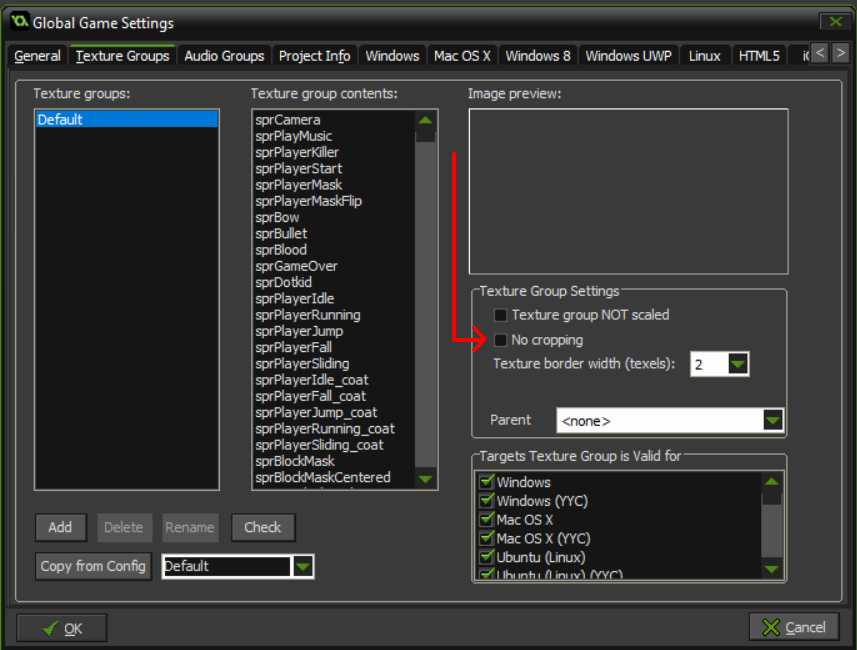 Global Game Settings
General Texture Groups Audio Groups Project Info Windows Mac OS X Windows 8 Windows UWP Linux HTML5 < >
Texture groups:
Default
Texture group contents:
sprCamera
sprPlayMusic
sprPlayerKiller
sprPlayerStart
sprPlayerMask
sprPlayerMaskFlip
sprBow
sprBullet
sprBlood
sprGameOver
sprDotkid
sprPlayerIdle
sprPlayerRunning
sprPlayerJump
sprPlayerFall
sprPlayerSliding
sprPlayerIdle_coat
sprPlayerFall_coat
sprPlayerJump_coat
sprPlayerRunning_coat
sprPlayerSliding_coat
sprBlockMask
sprBlockMaskCentered
Image preview:
Texture Group Settings
Texture group NOT scaled
No cropping
Texture border width (texels): 2
Parent <none>
Targets Texture Group is Valid for
Windows
Windows (YYC)
Mac OS X
Mac OS X (YYC)
Ubuntu (Linux)
Ubuntu (Linux) (YYC)
Add Delete Rename Check
Copy from Config Default
OK
Cancel